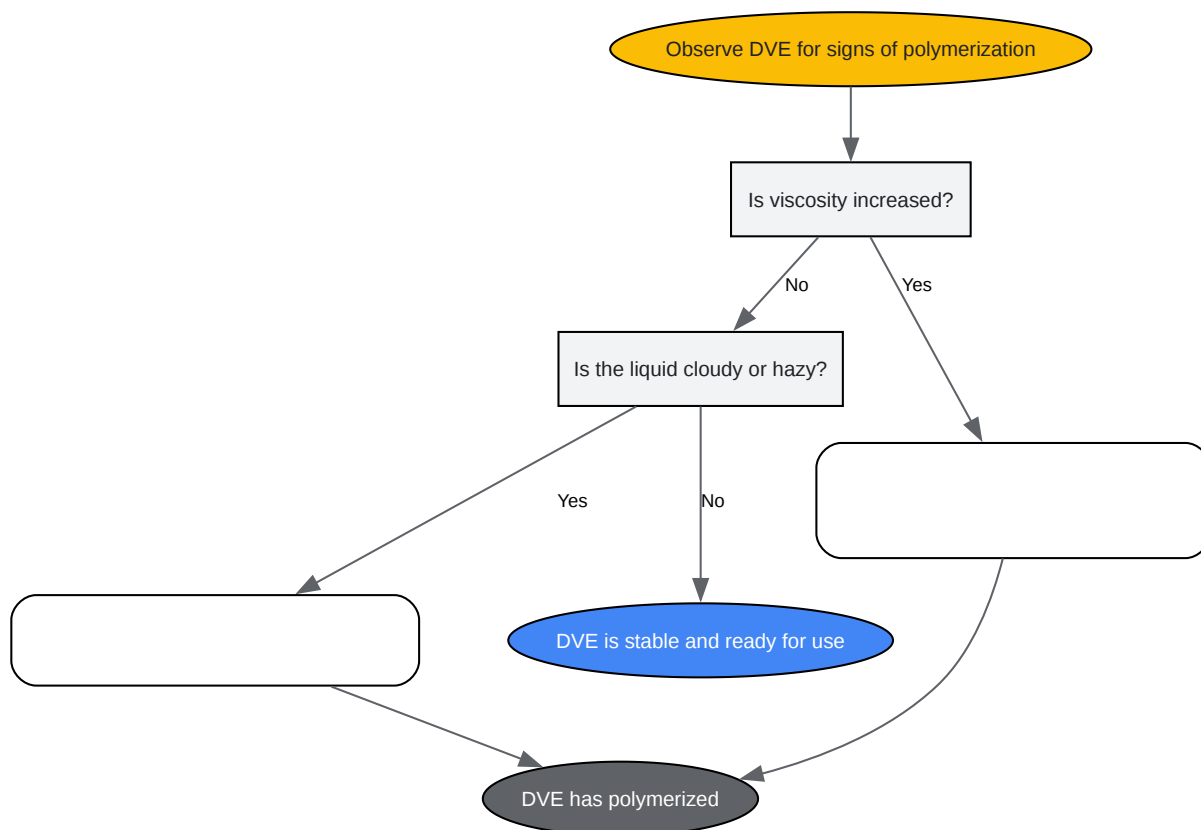 Observe DVE for signs of polymerization
Is viscosity increased?
No
Yes
Is the liquid cloudy or hazy?
Yes
No
DVE is stable and ready for use
DVE has polymerized